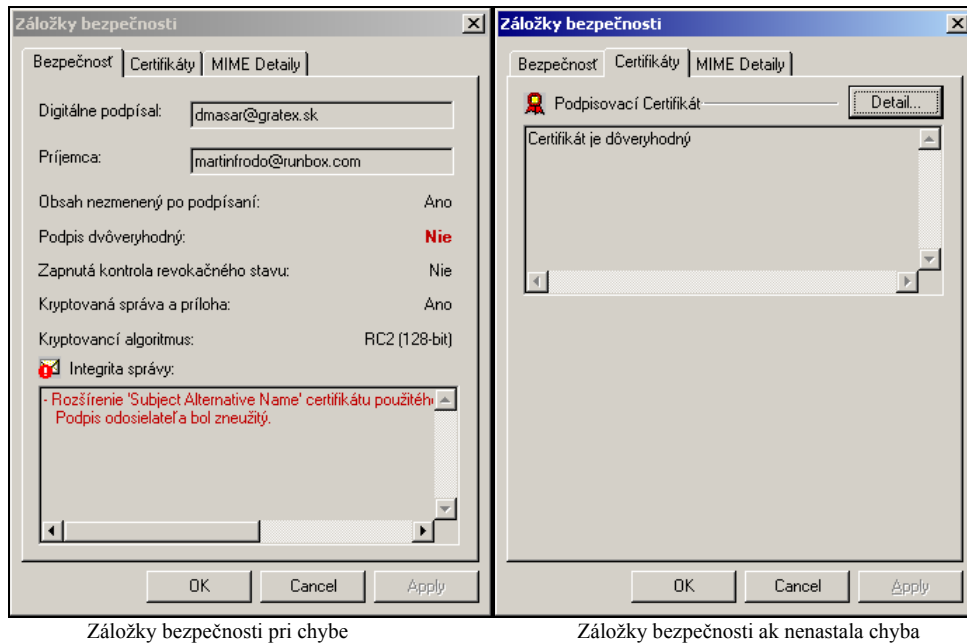 Záložky bezpečnosti
Bezpečnosť Certifikáty MIME Detaily
Digitálne podpísal: dmasar@gratex.sk
Príjemca: martinfrodo@runbox.com
Obsah nezmenený po podpísaní: Ano
Podpis dvôveryhodný: Nie
Zapnutá kontrola revokačného stavu: Nie
Kryptovaná správa a príloha: Ano
Kryptovancí algoritmus: RC2 (128-bit)
Integrita správy:
- Rozšírenie 'Subject Alternative Name' certifikátu použitéh
Podpis odosielateľa bol zneužitý.
OK Cancel Apply
Záložky bezpečnosti pri chybe
Záložky bezpečnosti
Bezpečnosť Certifikáty MIME Detaily
Podpisovací Certifikát Detail...
Certifikát je dôveryhodný
OK Cancel Apply
Záložky bezpečnosti ak nenastala chyba